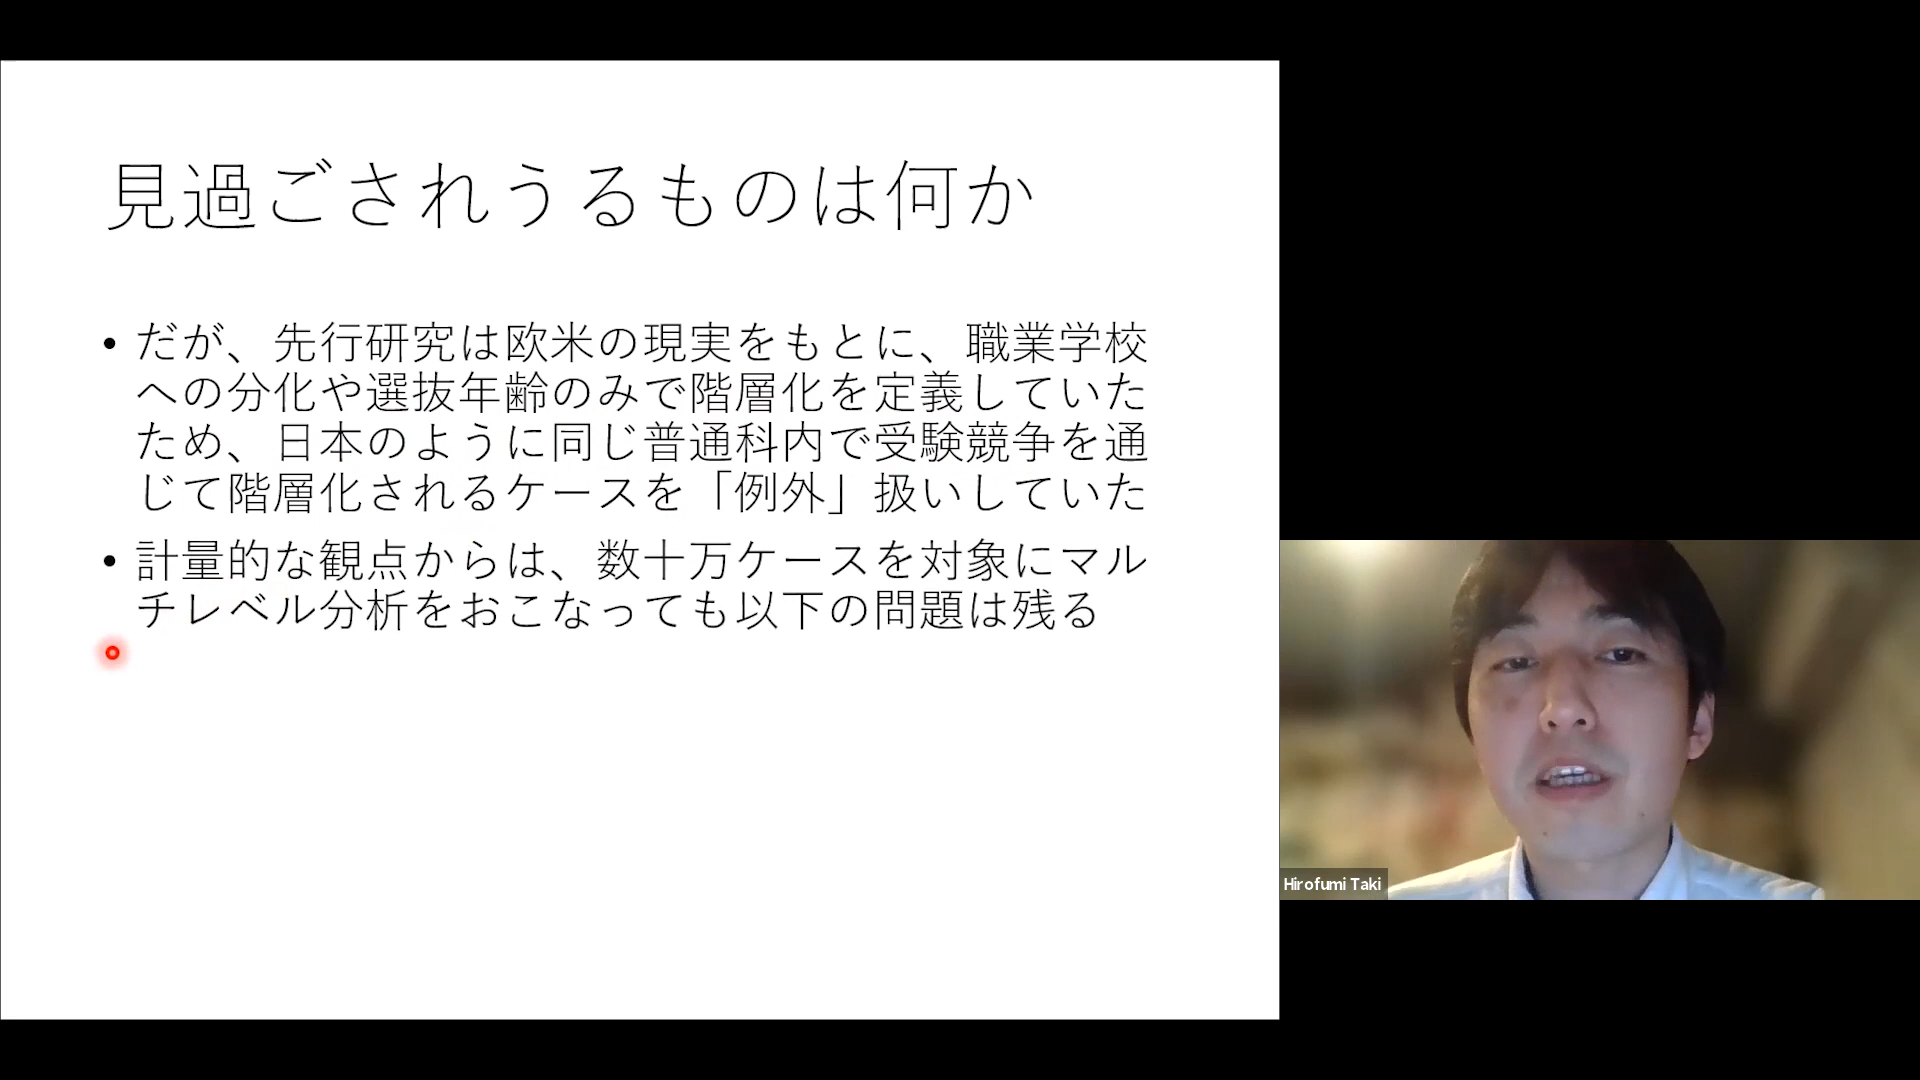 見過ごされうるものは何か
• だが、先行研究は欧米の現実をもとに、職業学校
への分化や選抜年齢のみで階層化を定義していた
ため、日本のように同じ普通科内で受験競争を通
じて階層化されるケースを「例外」扱いしていた
• 計量的な観点からは、数十万ケースを対象にマル
チレベル分析をおこなっても以下の問題は残る
Hirofumi Taki